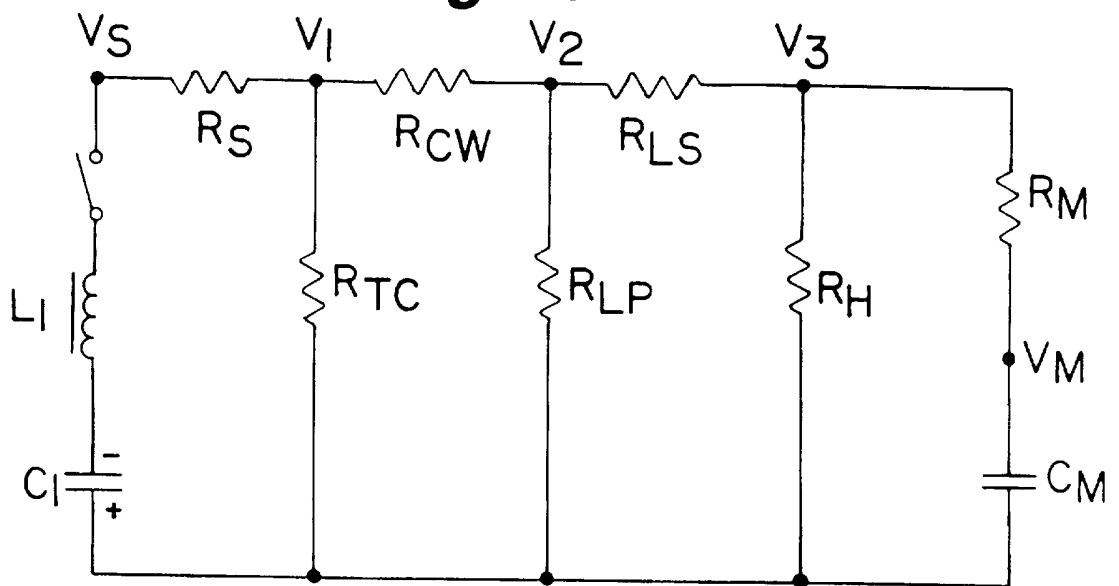 VS V1 V2 V3
RS RCW RLS
RM
L1 RTC RLP RH
VM
C1 - + CM